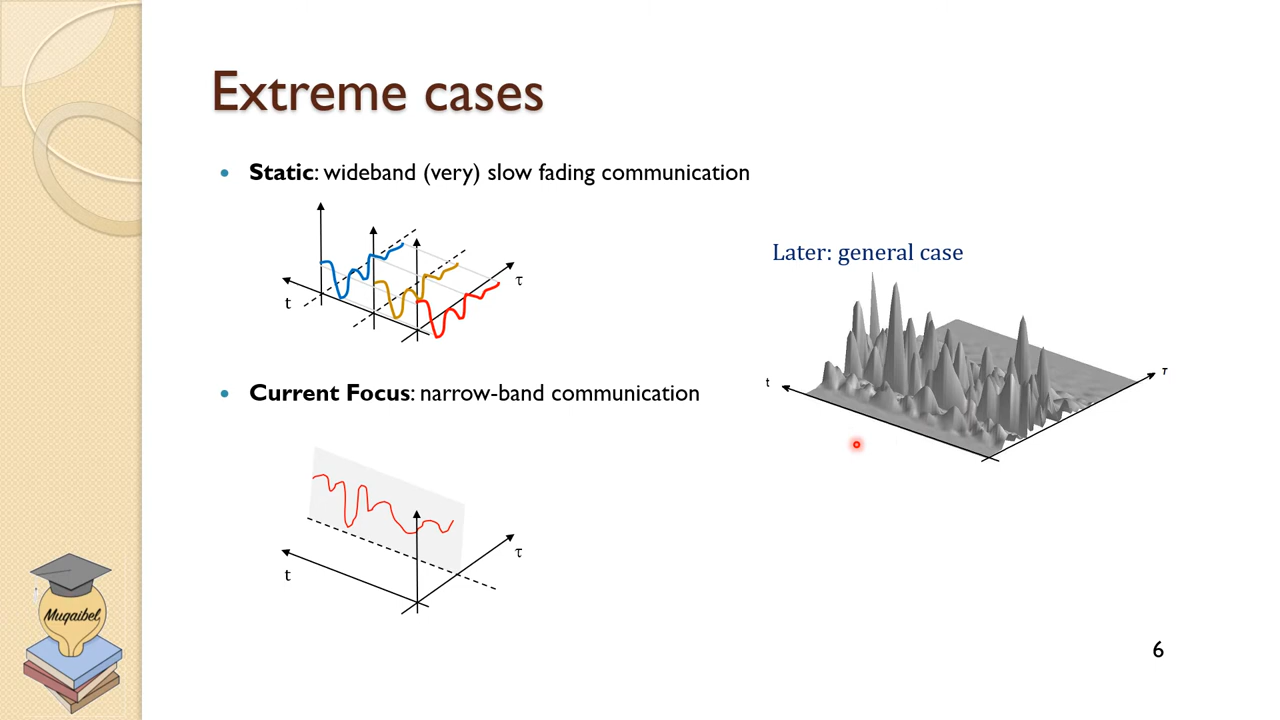 Extreme cases
Static: wideband (very) slow fading communication
t
τ
Later: general case
t
τ
Current Focus: narrow-band communication
t
τ
Muqaibel
6